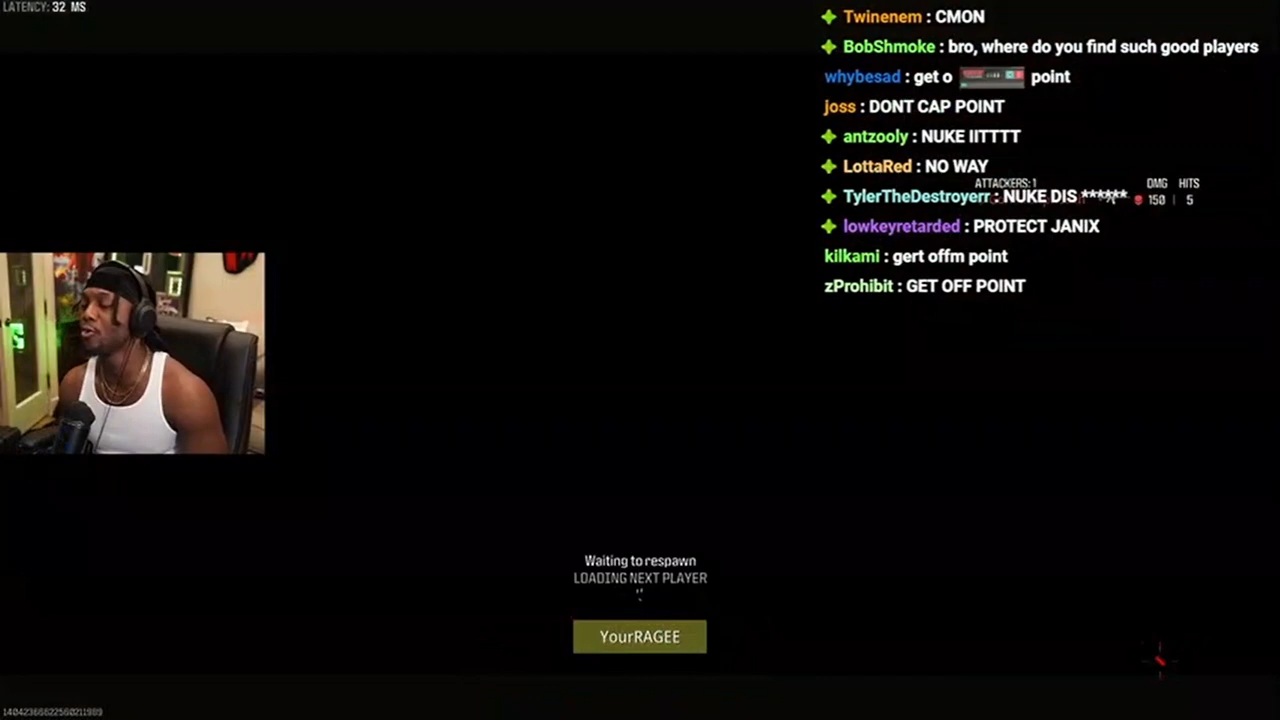 LATENCY: 32 MS
Twinenem : CMON
BobShmoke : bro, where do you find such good players
whybesad : get o point
joss : DONT CAP POINT
antzooly : NUKE IITTTT
LottaRed : NO WAY
ATTACKERS: 1 DMG HITS
TylerTheDestroyerr : NUKE DIS ****** 150 | 5
lowkeyretarded : PROTECT JANIX
kilkami : gert offm point
zProhibit : GET OFF POINT
Waiting to respawn
LOADING NEXT PLAYER
YourRAGEE